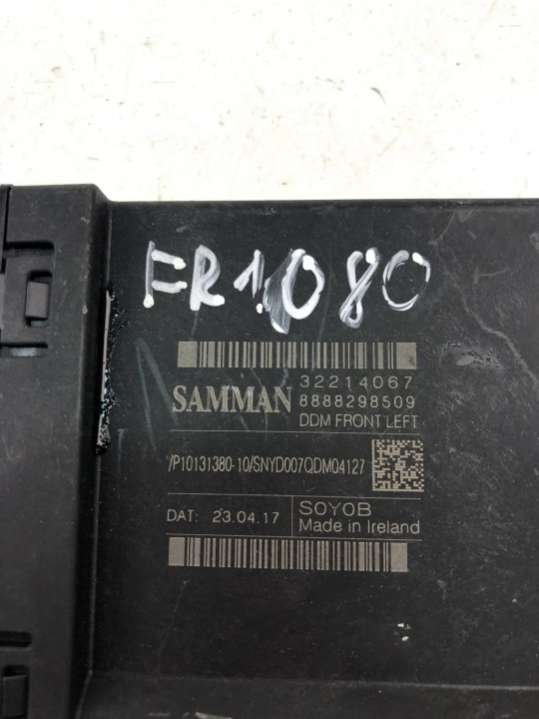 FR1080
32214067
SAMMAN 8888298509
DDM FRONT LEFT
/P10131380-10/SNYD007QDM04127
DAT: 23.04.17 SOYOB
Made in Ireland